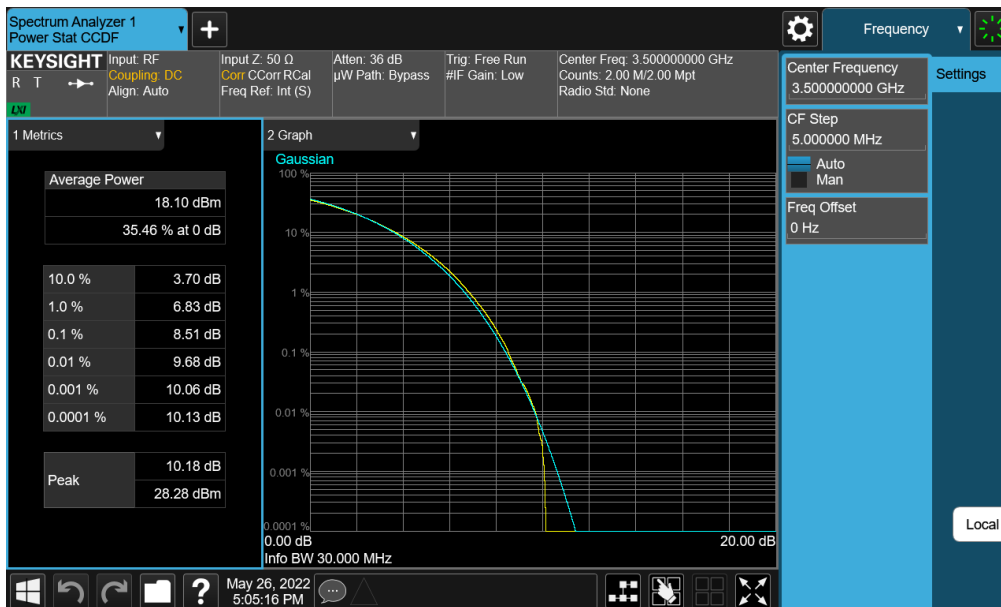 Spectrum Analyzer 1
Power Stat CCDF
Frequency
KEYSIGHT
R T
LXI
Input: RF
Coupling: DC
Align: Auto
Input Z: 50 Ω
Corr CCorr RCal
Freq Ref: Int (S)
Atten: 36 dB
µW Path: Bypass
Trig: Free Run
#IF Gain: Low
Center Freq: 3.500000000 GHz
Counts: 2.00 M/2.00 Mpt
Radio Std: None
Center Frequency
3.500000000 GHz
Settings
CF Step
5.000000 MHz
Auto
Man
Freq Offset
0 Hz
Local
1 Metrics
Average Power
18.10 dBm
35.46 % at 0 dB
10.0 % 3.70 dB
1.0 % 6.83 dB
0.1 % 8.51 dB
0.01 % 9.68 dB
0.001 % 10.06 dB
0.0001 % 10.13 dB
Peak
10.18 dB
28.28 dBm
2 Graph
Gaussian
100 %
10 %
1 %
0.1 %
0.01 %
0.001 %
0.0001 %
0.00 dB 20.00 dB
Info BW 30.000 MHz
?
May 26, 2022
5:05:16 PM